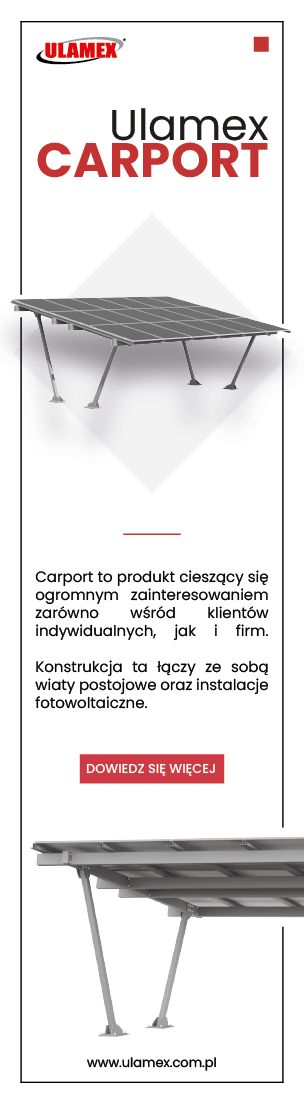 ULAMEX
Ulamex
CARPORT
Carport to produkt cieszący się
ogromnym zainteresowaniem
zarówno wśród klientów
indywidualnych, jak i firm.
Konstrukcja ta łączy ze sobą
wiaty postojowe oraz instalacje
fotowoltaiczne.
DOWIEDZ SIĘ WIĘCEJ
www.ulamex.com.pl